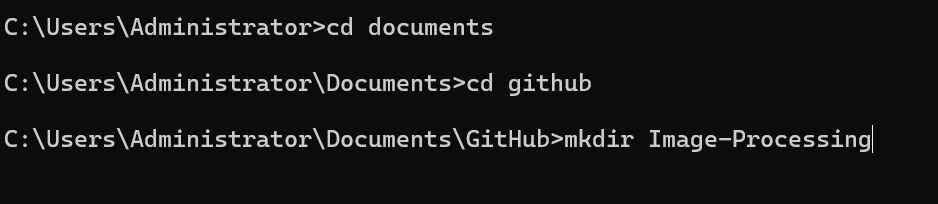 C:\Users\Administrator>cd documents
C:\Users\Administrator\Documents>cd github
C:\Users\Administrator\Documents\GitHub>mkdir Image-Processing